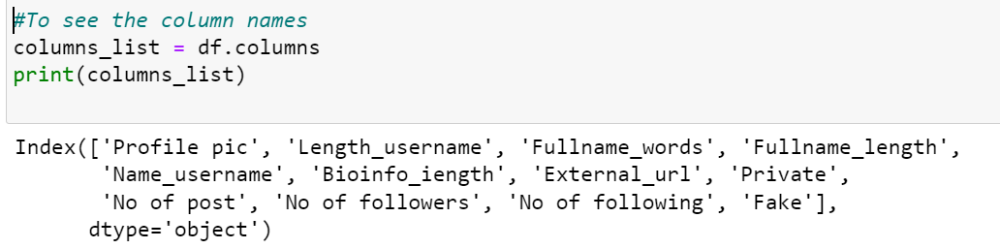 #To see the column names
columns_list = df.columns
print(columns_list)
Index(['Profile pic', 'Length_username', 'Fullname_words', 'Fullname_length',
'Name_username', 'Bioinfo_iength', 'External_url', 'Private',
'No of post', 'No of followers', 'No of following', 'Fake'],
dtype='object')